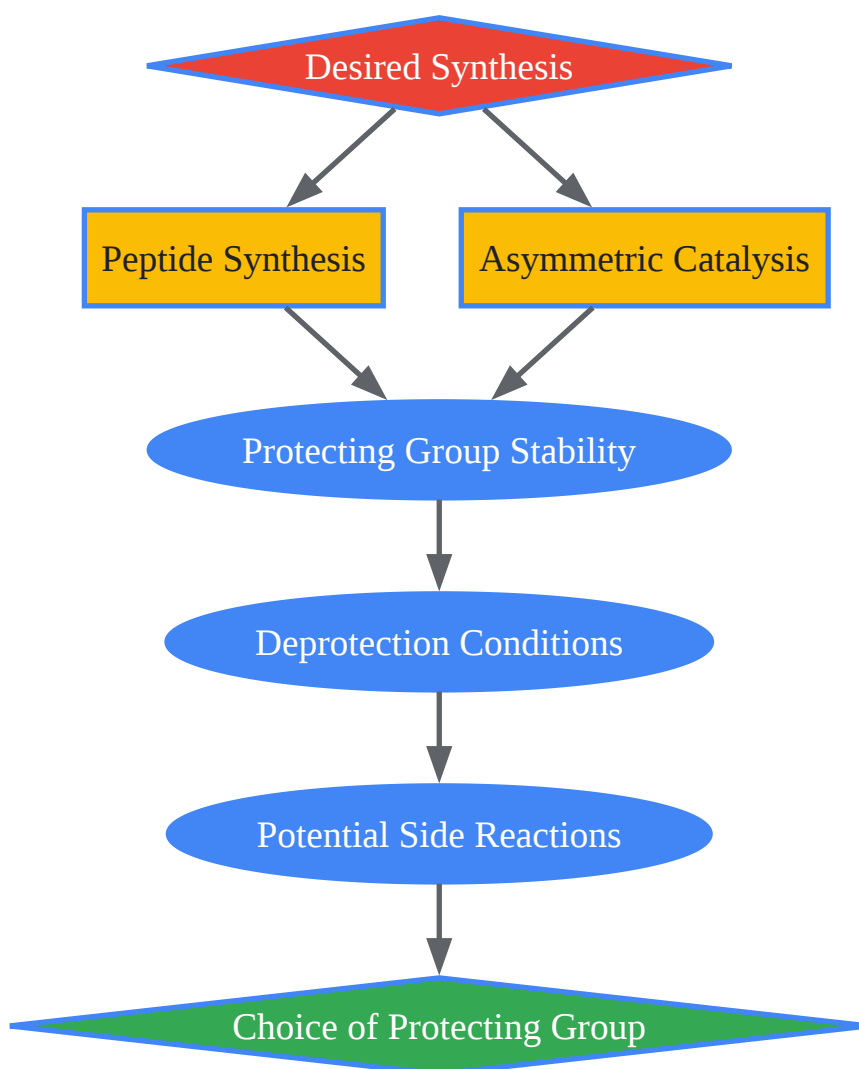 Desired Synthesis
Peptide Synthesis
Asymmetric Catalysis
Protecting Group Stability
Deprotection Conditions
Potential Side Reactions
Choice of Protecting Group